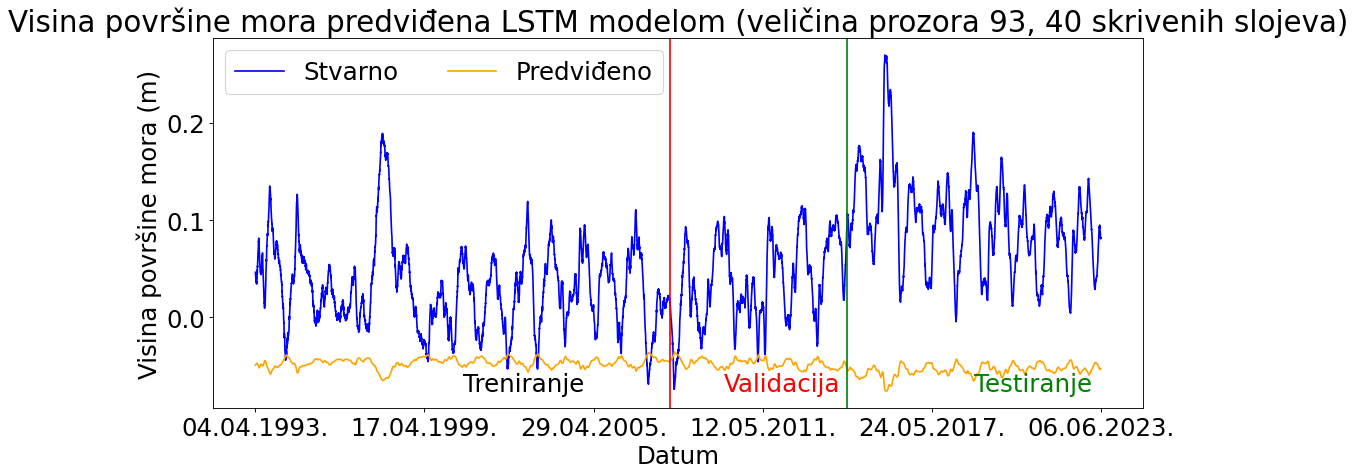 Visina površine mora predviđena LSTM modelom (veličina prozora 93, 40 skrivenih slojeva)
Stvarno
Predviđeno
Visina površine mora (m)
0.2
0.1
0.0
Treniranje
Validacija
Testiranje
04.04.1993.
17.04.1999.
29.04.2005.
12.05.2011.
24.05.2017.
06.06.2023.
Datum